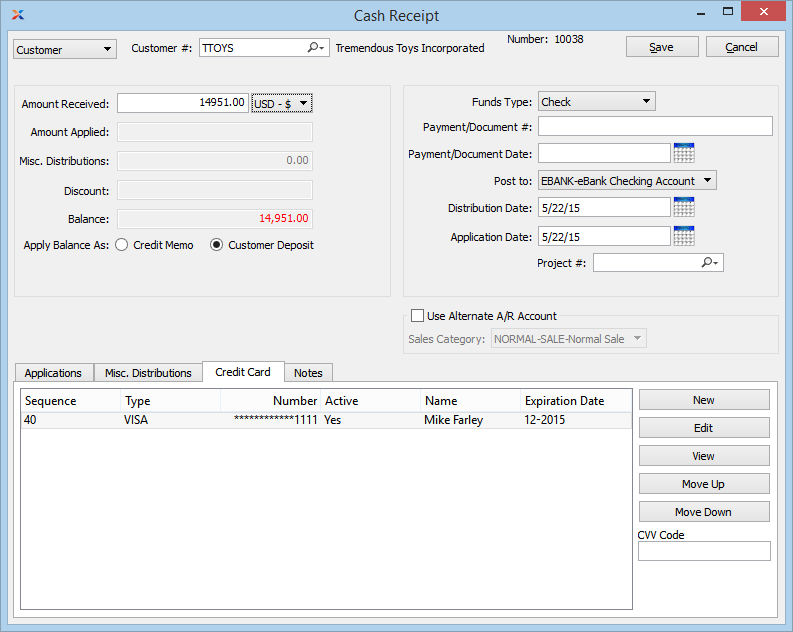 Cash Receipt
Customer Customer #: TTOYS Tremendous Toys Incorporated Number: 10038 Save Cancel
Amount Received: 14951.00 USD - $
Amount Applied:
Misc. Distributions: 0.00
Discount:
Balance: 14,951.00
Apply Balance As: Credit Memo Customer Deposit
Funds Type: Check
Payment/Document #:
Payment/Document Date:
Post to: EBANK-eBank Checking Account
Distribution Date: 5/22/15
Application Date: 5/22/15
Project #:
Use Alternate A/R Account
Sales Category: NORMAL-SALE-Normal Sale
Applications Misc. Distributions Credit Card Notes
Sequence Type Number Active Name Expiration Date
40 VISA ************1111 Yes Mike Farley 12-2015
New
Edit
View
Move Up
Move Down
CVV Code